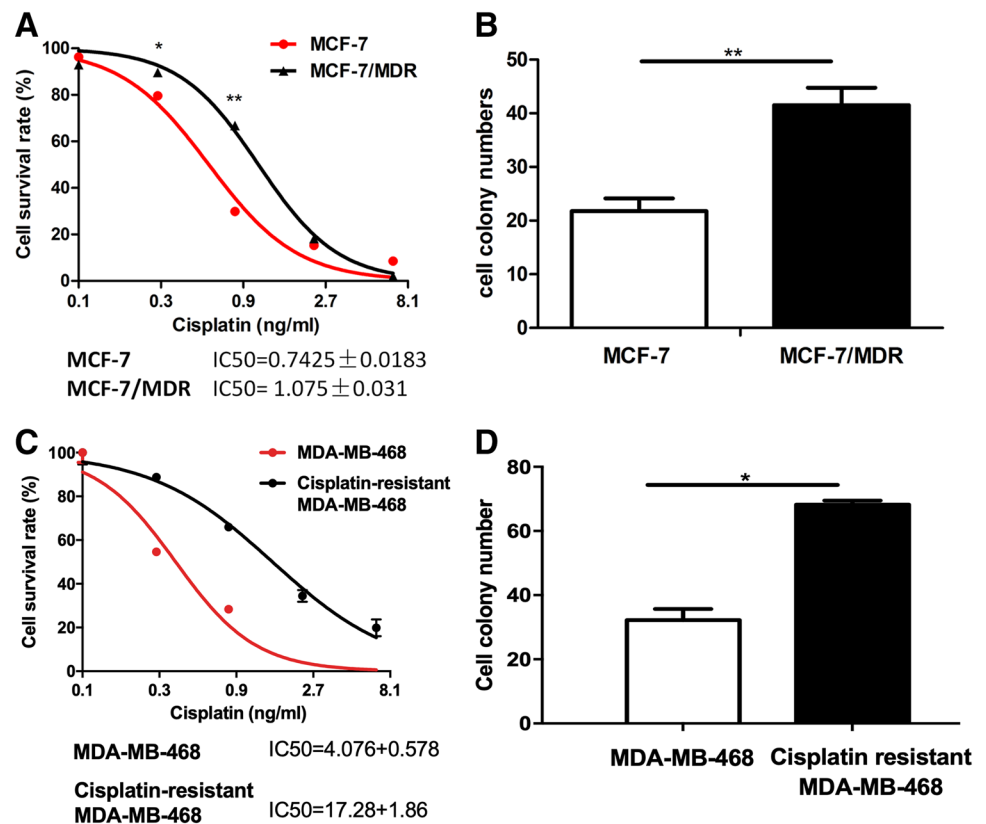 A
100
80
60
40
20
0
Cell survival rate (%)
*
**
MCF-7
MCF-7/MDR
0.1 0.3 0.9 2.7 8.1
Cisplatin (ng/ml)
MCF-7 IC50=0.7425±0.0183
MCF-7/MDR IC50= 1.075±0.031
B
50
40
30
20
10
0
cell colony numbers
**
MCF-7 MCF-7/MDR
C
100
80
60
40
20
0
Cell survival rate (%)
MDA-MB-468
Cisplatin-resistant
MDA-MB-468
0.1 0.3 0.9 2.7 8.1
Cisplatin (ng/ml)
MDA-MB-468 IC50=4.076+0.578
Cisplatin-resistant
MDA-MB-468 IC50=17.28+1.86
D
80
60
40
20
0
Cell colony number
*
MDA-MB-468 Cisplatin resistant
MDA-MB-468